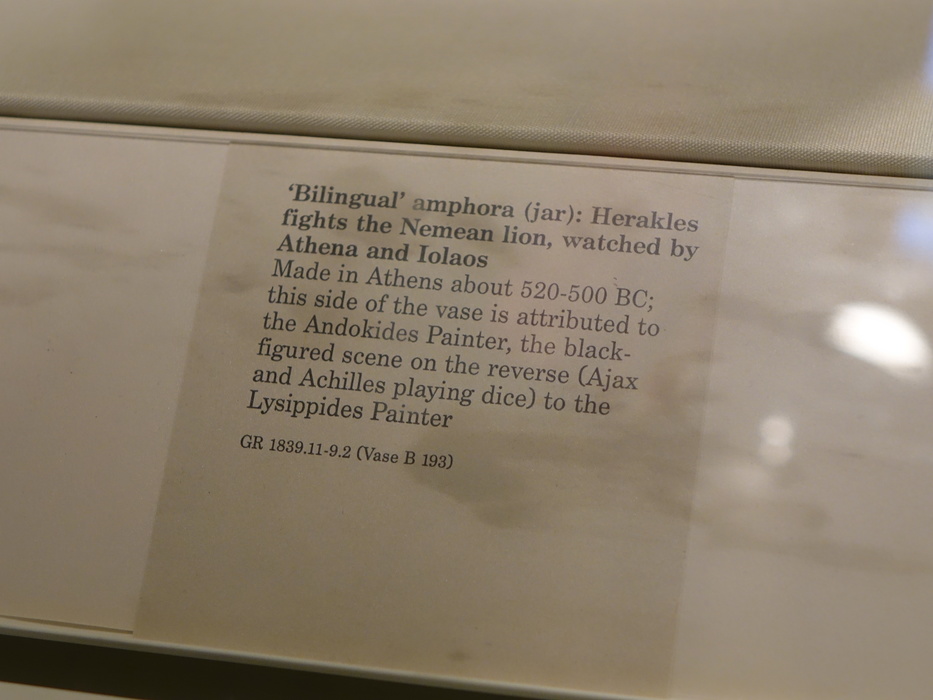 ‘Bilingual’ amphora (jar): Herakles
fights the Nemean lion, watched by
Athena and Iolaos
Made in Athens about 520-500 BC;
this side of the vase is attributed to
the Andokides Painter, the black-
figured scene on the reverse (Ajax
and Achilles playing dice) to the
Lysippides Painter
GR 1839.11-9.2 (Vase B 193)